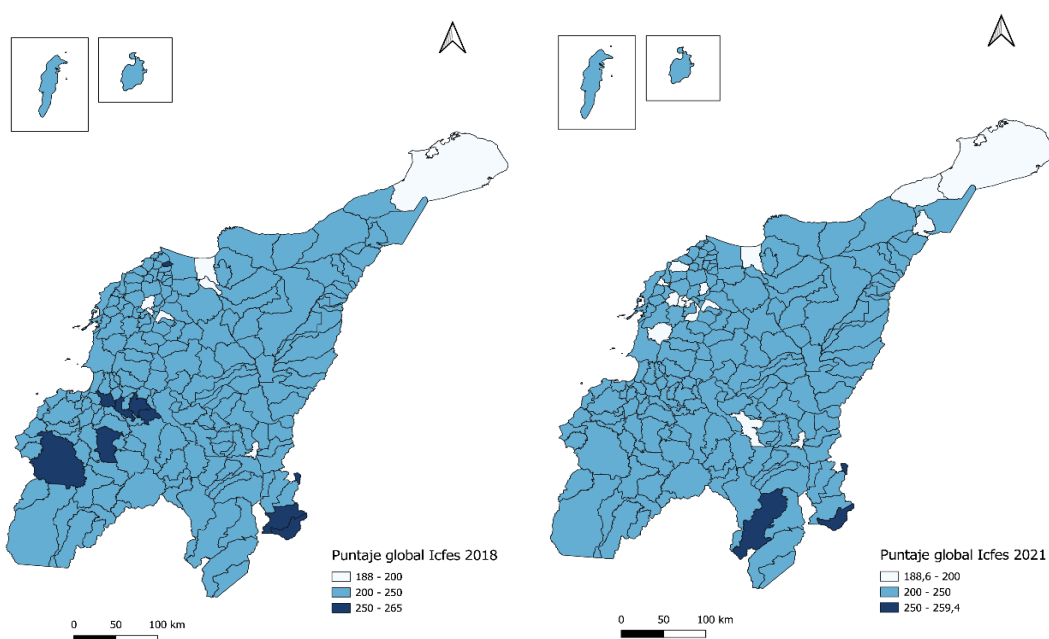 Puntaje global Icfes 2018
188 - 200
200 - 250
250 - 265
0 50 100 km
Puntaje global Icfes 2021
188,6 - 200
200 - 250
250 - 259,4
0 50 100 km